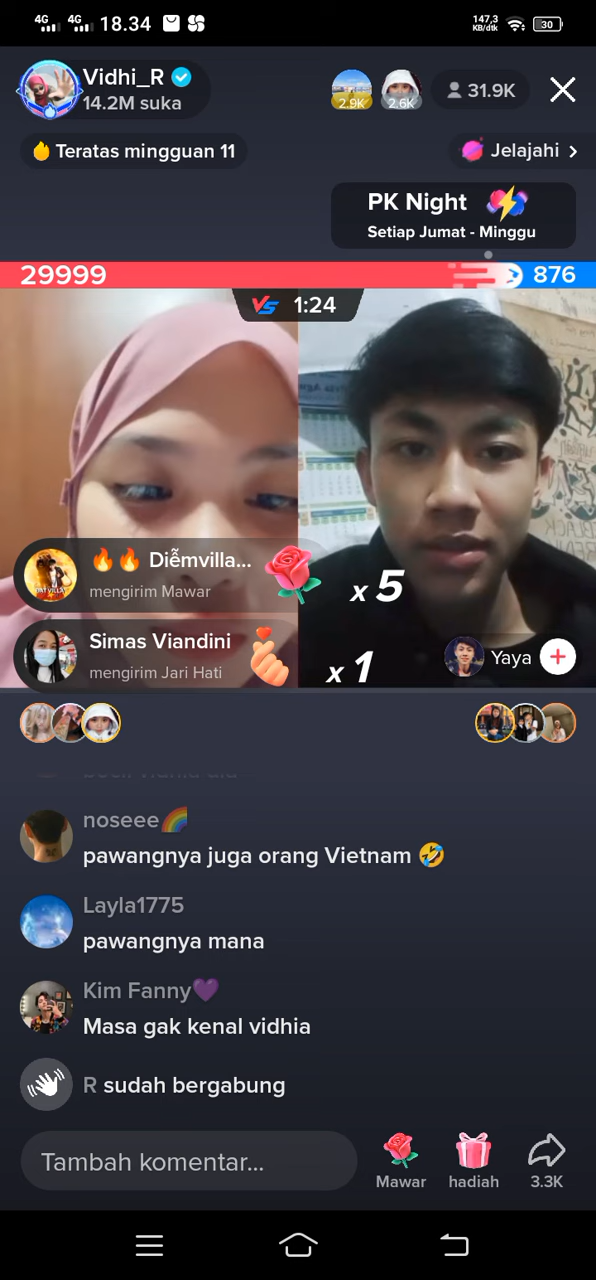 4G 4G 18.34 147,3 KB/dtk 30
Vidhi_R
14.2M suka
2.9K 2.6K 31.9K
Teratas mingguan 11
Jelajahi >
PK Night
Setiap Jumat - Minggu
29999 876
VS 1:24
🔥🔥 Diễmvilla...
mengirim Mawar
x 5
Simas Viandini
mengirim Jari Hati
x 1
Yaya +
noseee🌈
pawangnya juga orang Vietnam 🤣
Layla1775
pawangnya mana
Kim Fanny💜
Masa gak kenal vidhia
R sudah bergabung
Tambah komentar...
Mawar hadiah 3.3K